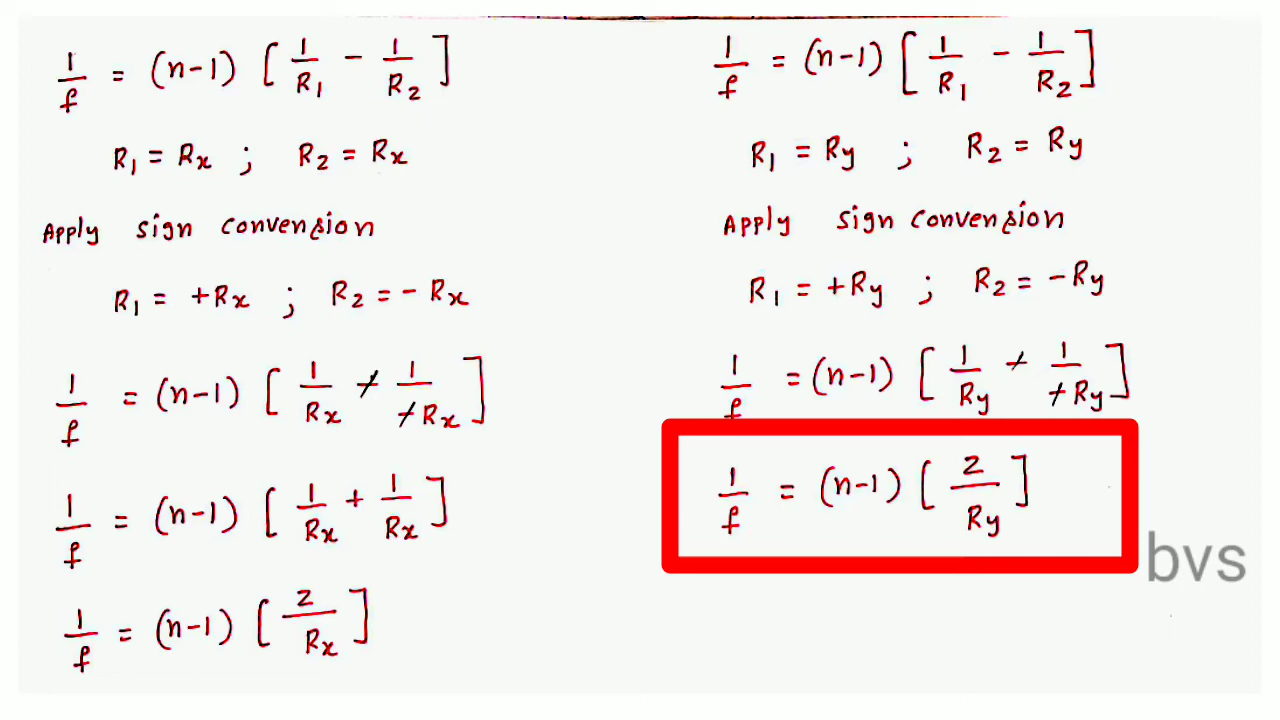 1/f = (n-1) [1/R₁ - 1/R₂]
R₁ = Rx ; R₂ = Rx
Apply sign convension
R₁ = +Rx ; R₂ = - Rx
1/f = (n-1) [1/Rx ≁ 1/-Rx]
1/f = (n-1) [1/Rx + 1/Rx]
1/f = (n-1) [2/Rx]
1/f = (n-1) [1/R₁ - 1/R₂]
R₁ = Ry ; R₂ = Ry
Apply sign convension
R₁ = +Ry ; R₂ = -Ry
1/f = (n-1) [1/Ry ≁ 1/-Ry]
1/f = (n-1) [2/Ry]
bvs